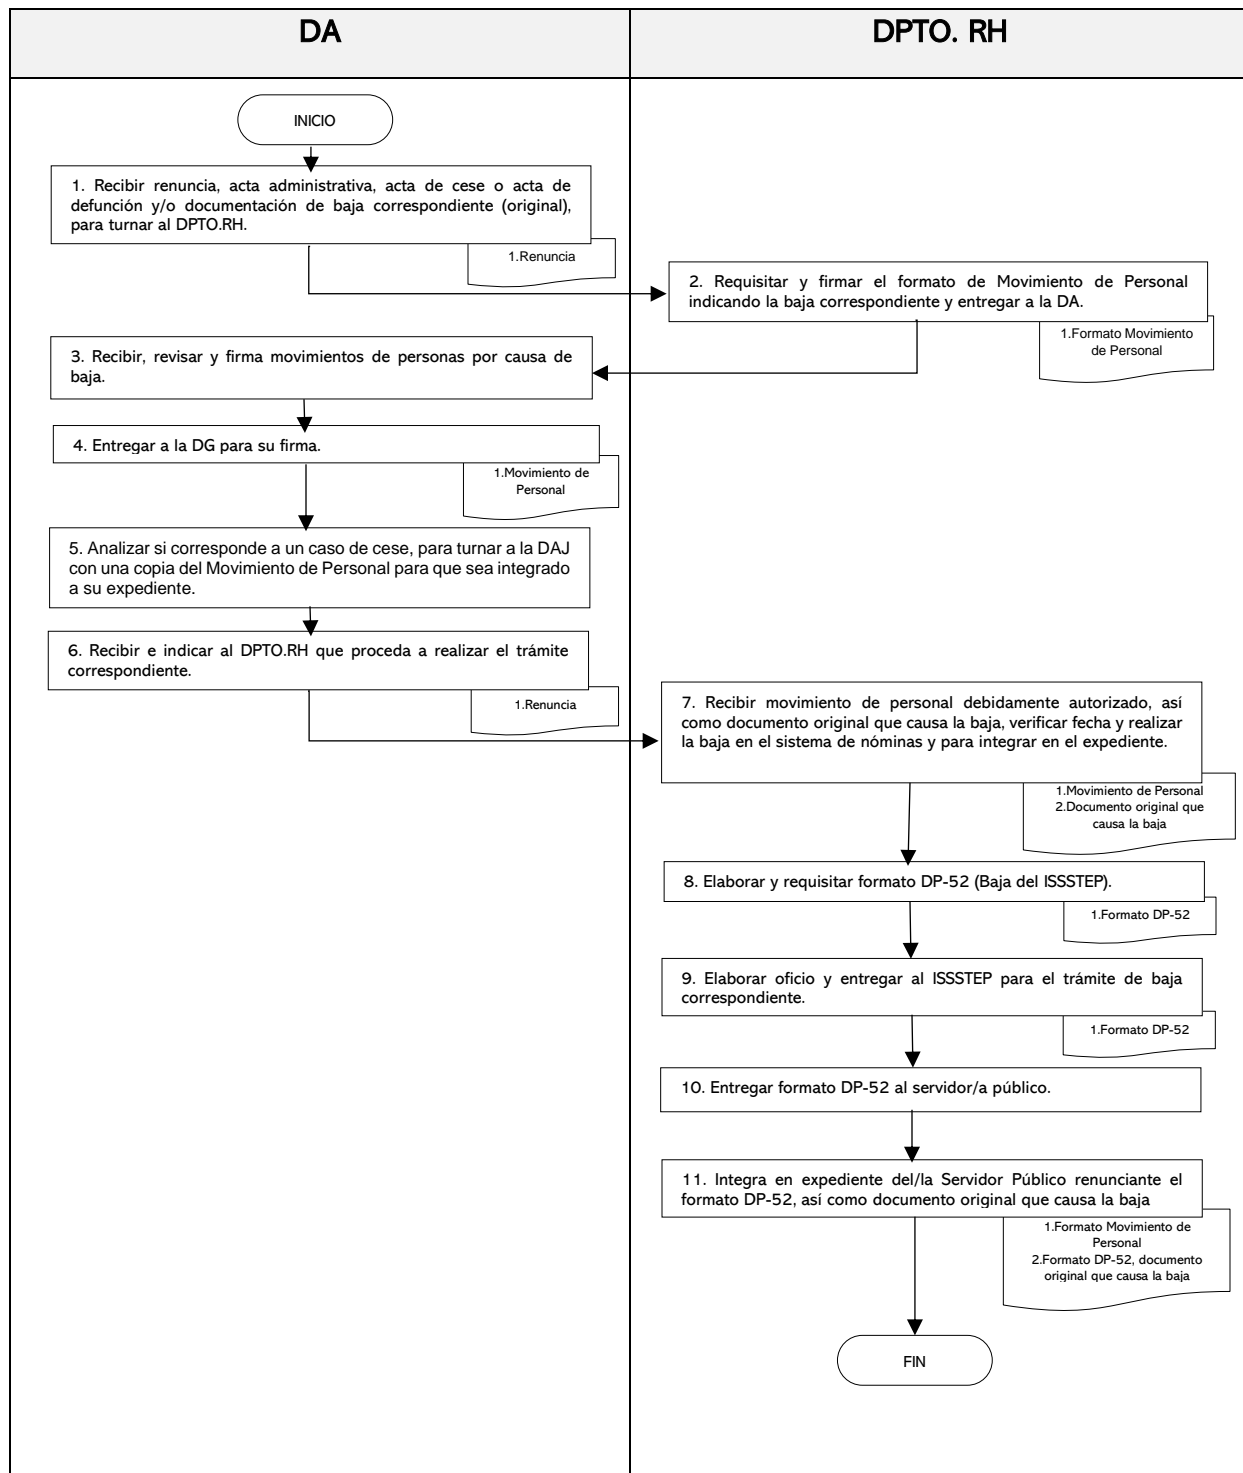 DA
DPTO. RH
INICIO
1. Recibir renuncia, acta administrativa, acta de cese o acta de
defunción y/o documentación de baja correspondiente (original),
para turnar al DPTO.RH.
1.Renuncia
2. Requisitar y firmar el formato de Movimiento de Personal
indicando la baja correspondiente y entregar a la DA.
1.Formato Movimiento
de Personal
3. Recibir, revisar y firma movimientos de personas por causa de
baja.
4. Entregar a la DG para su firma.
1.Movimiento de
Personal
5. Analizar si corresponde a un caso de cese, para turnar a la DAJ
con una copia del Movimiento de Personal para que sea integrado
a su expediente.
6. Recibir e indicar al DPTO.RH que proceda a realizar el trámite
correspondiente.
1.Renuncia
7. Recibir movimiento de personal debidamente autorizado, así
como documento original que causa la baja, verificar fecha y realizar
la baja en el sistema de nóminas y para integrar en el expediente.
1.Movimiento de Personal
2.Documento original que
causa la baja
8. Elaborar y requisitar formato DP-52 (Baja del ISSSTEP).
1.Formato DP-52
9. Elaborar oficio y entregar al ISSSTEP para el trámite de baja
correspondiente.
1.Formato DP-52
10. Entregar formato DP-52 al servidor/a público.
11. Integra en expediente del/la Servidor Público renunciante el
formato DP-52, así como documento original que causa la baja
1.Formato Movimiento de
Personal
2.Formato DP-52, documento
original que causa la baja
FIN